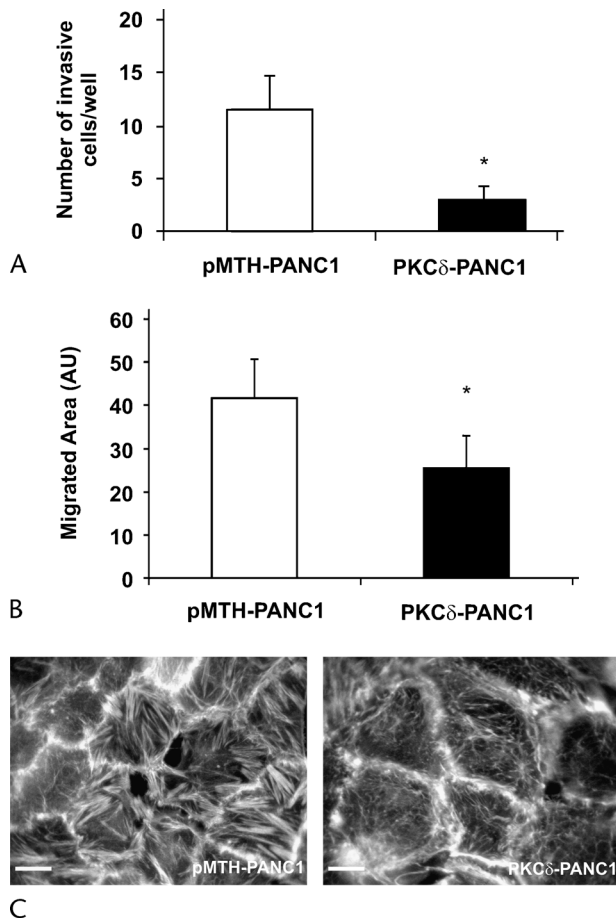 Number of invasive
cells/well
20
15
10
5
0
*
pMTH-PANC1
PKCδ-PANC1
A
Migrated Area (AU)
60
50
40
30
20
10
0
*
pMTH-PANC1
PKCδ-PANC1
B
pMTH-PANC1
PKCδ-PANC1
C